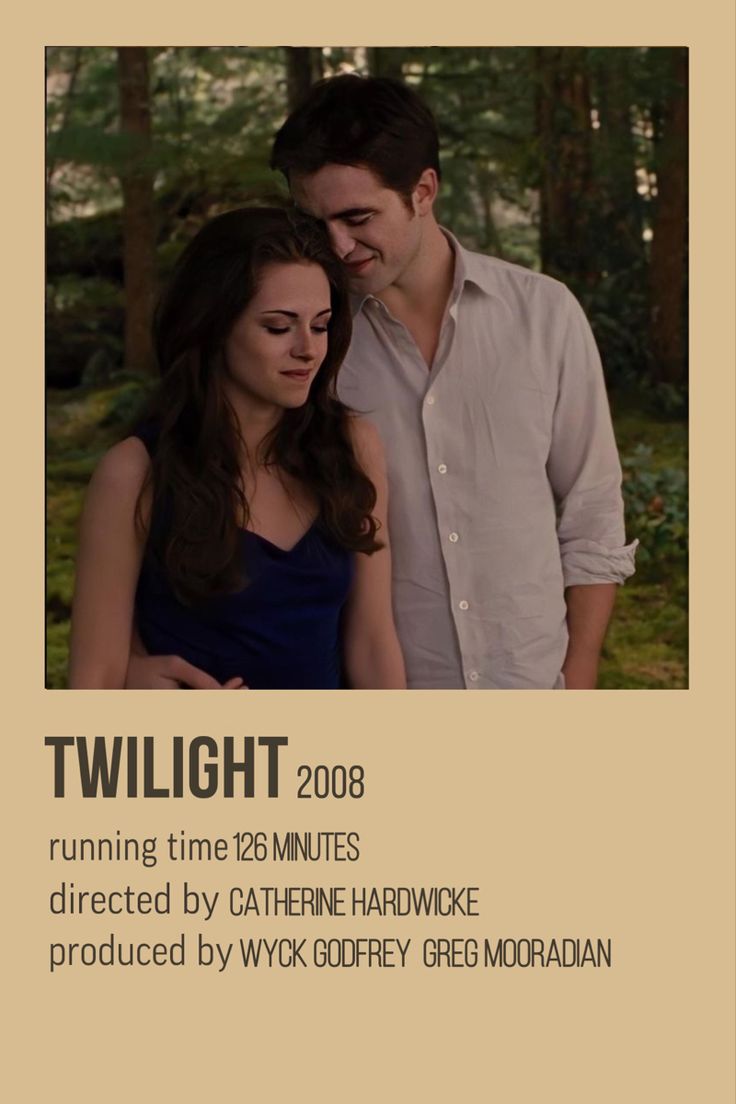 TWILIGHT 2008
running time 126 MINUTES
directed by CATHERINE HARDWICKE
produced by WYCK GODFREY GREG MOORADIAN